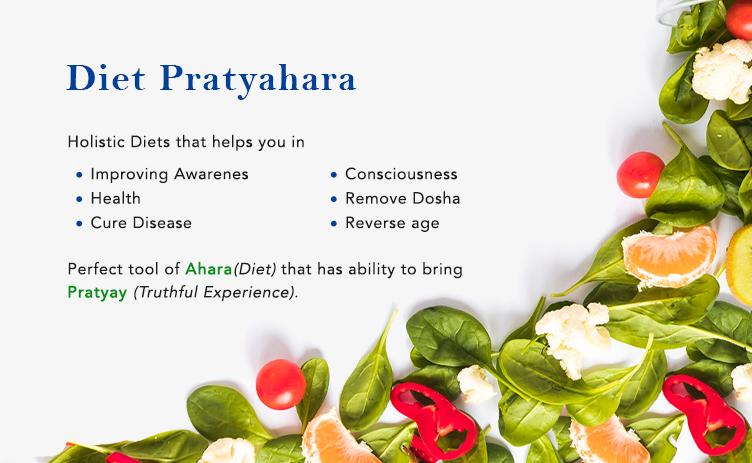 Diet Pratyahara
Holistic Diets that helps you in
Improving Awarenes
Health
Cure Disease
Consciousness
Remove Dosha
Reverse age
Perfect tool of Ahara(Diet) that has ability to bring
Pratyay (Truthful Experience).